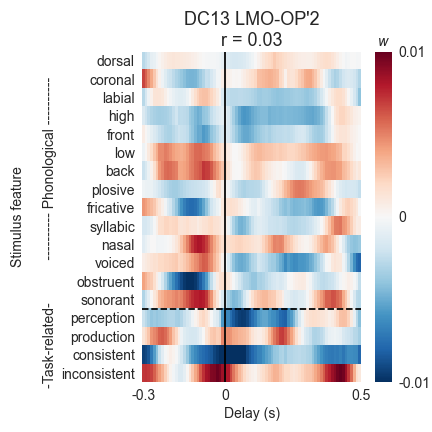 DC13 LMO-OP'2
r = 0.03
w
dorsal
coronal
labial
high
front
low
back
plosive
fricative
syllabic
nasal
voiced
obstruent
sonorant
perception
production
consistent
inconsistent
Stimulus feature
---------- Phonological ----------
-Task-related-
-0.3 0 0.5
Delay (s)
0.01
0
-0.01